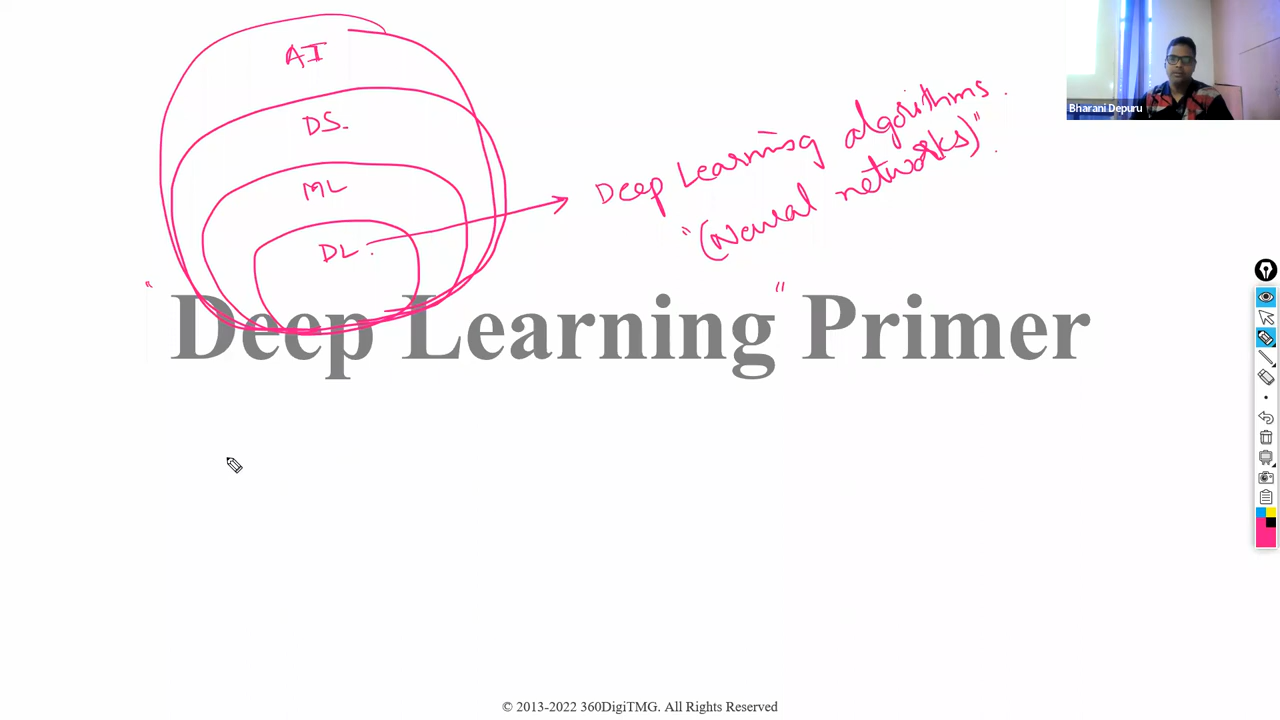 AI
DS.
ML
DL.
Deep Learning algorithms.
"(Neural networks)".
Bharani Depuru
"Deep Learning" Primer
© 2013-2022 360DigiTMG. All Rights Reserved